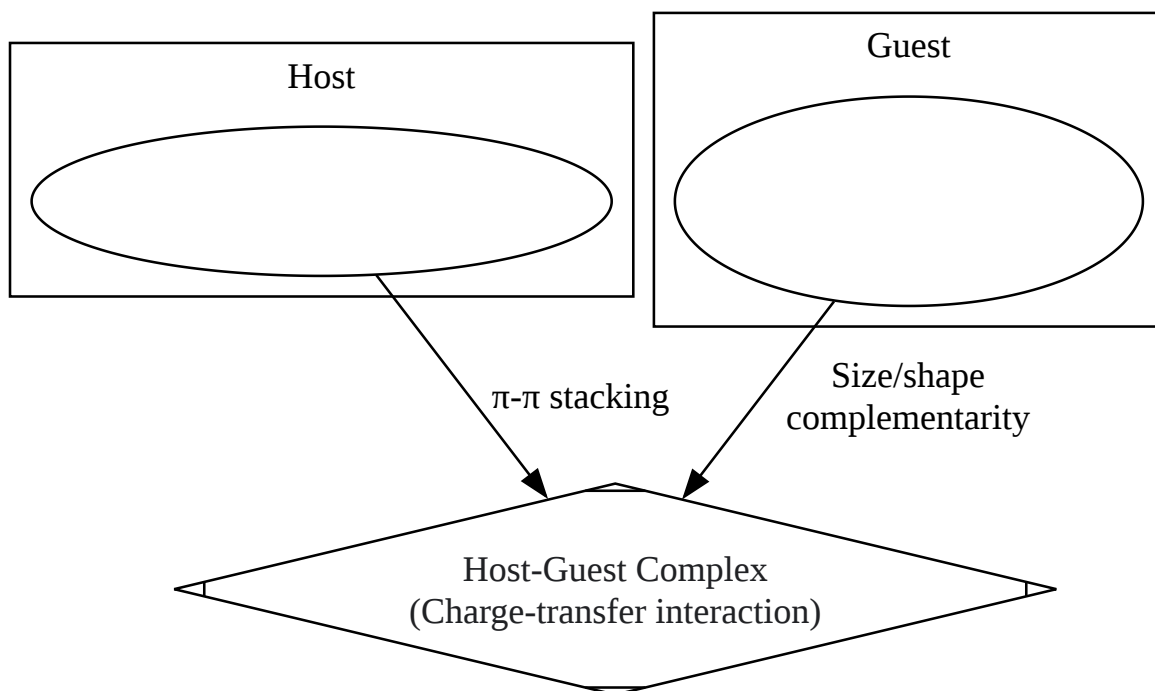 Host
Guest
π-π stacking
Size/shape
complementarity
Host-Guest Complex
(Charge-transfer interaction)